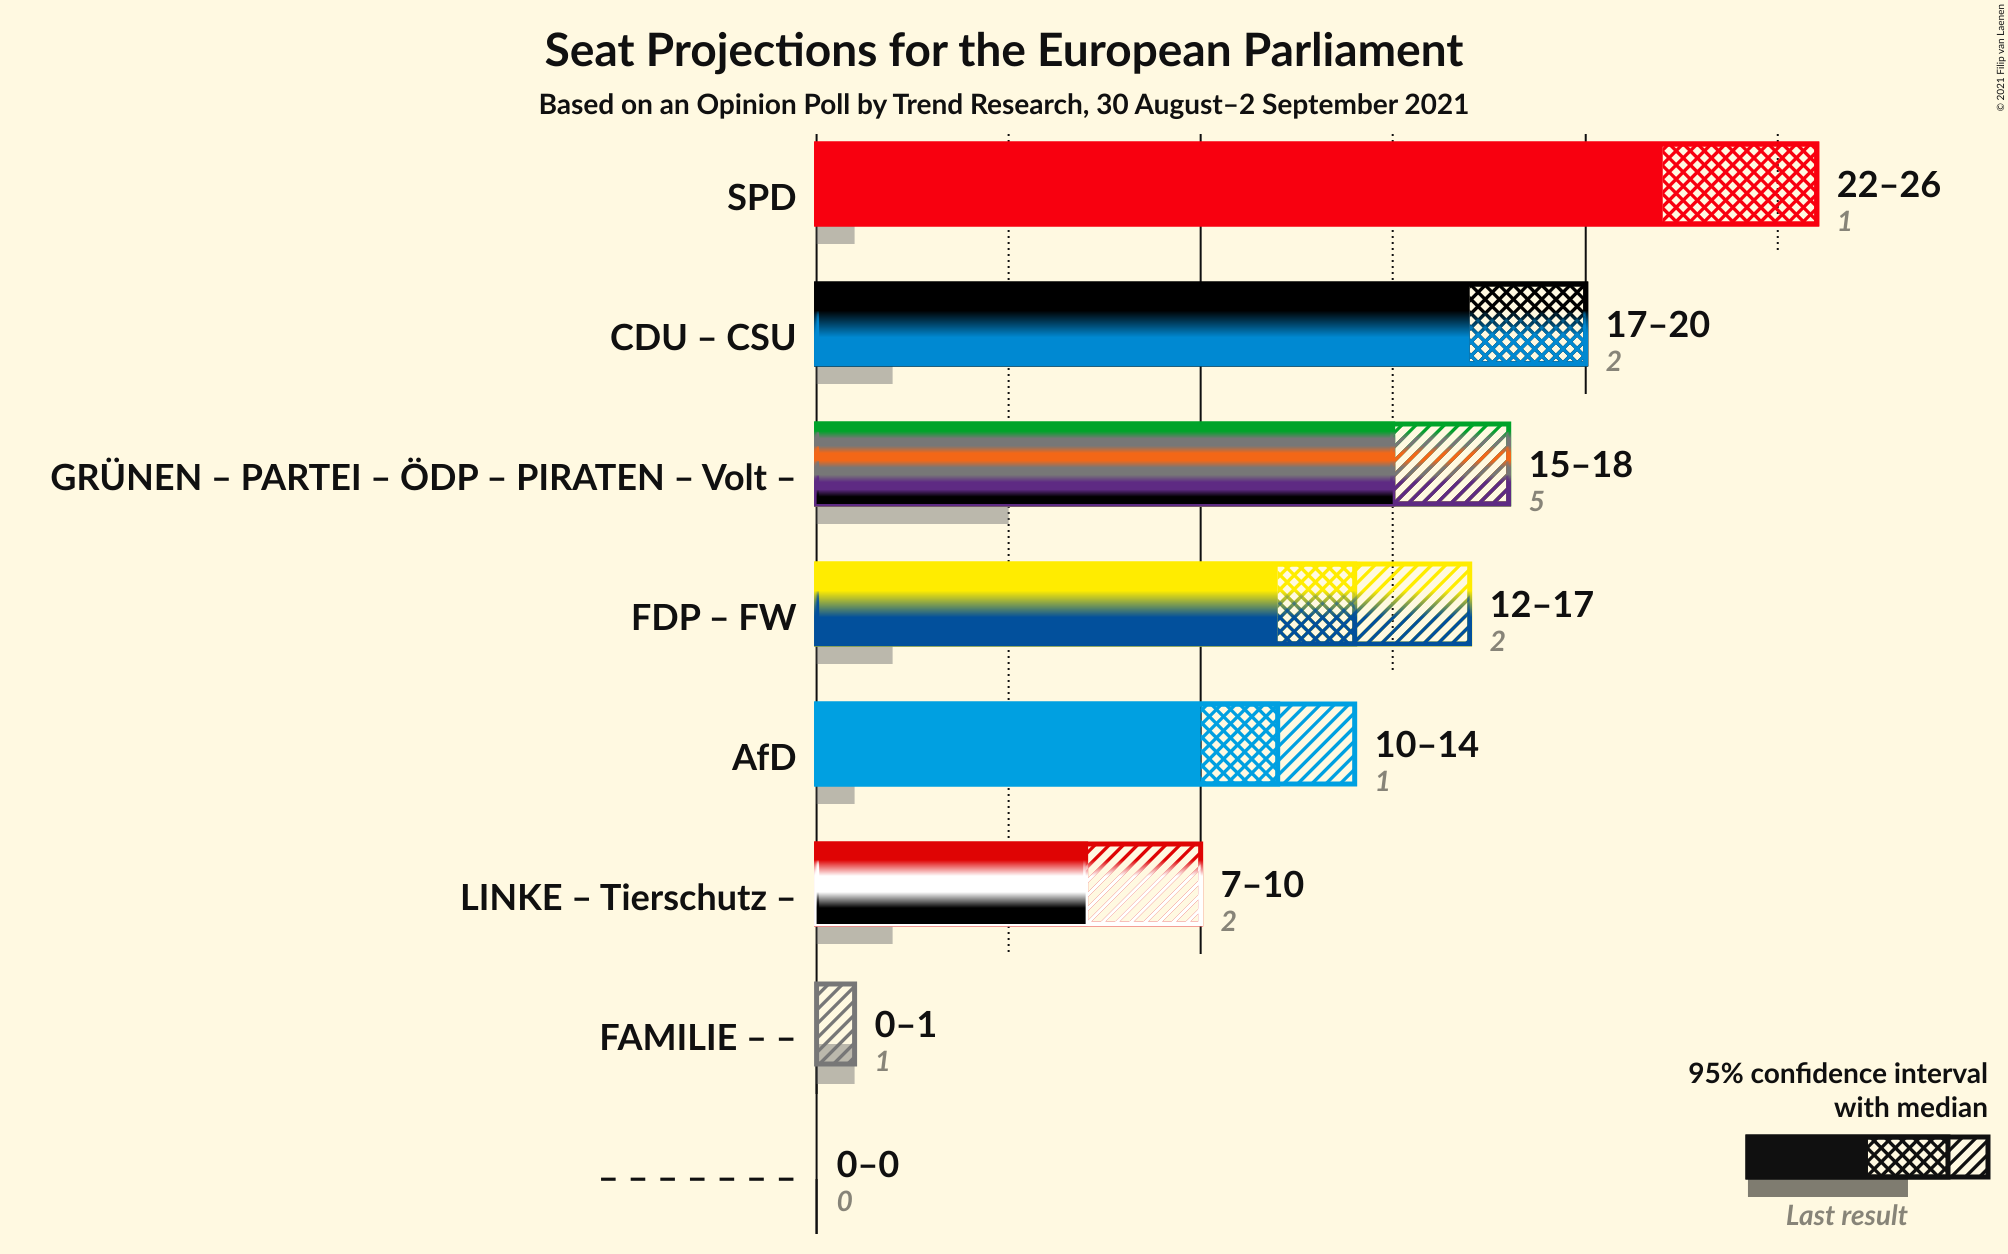 Seat Projections for the European Parliament
Based on an Opinion Poll by Trend Research, 30 August–2 September 2021
© 2021 Filip van Laenen
SPD
22–26
1
CDU – CSU
17–20
2
GRÜNEN – PARTEI – ÖDP – PIRATEN – Volt –
15–18
5
FDP – FW
12–17
2
AfD
10–14
1
LINKE – Tierschutz –
7–10
2
FAMILIE – –
0–1
1
– – – – – – –
0–0
0
95% confidence interval
with median
Last result